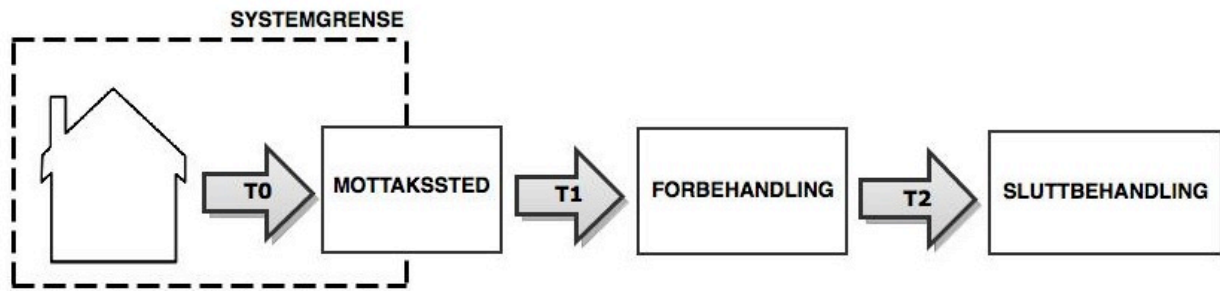 SYSTEMGRENSE
T0
MOTTAKSSTED
T1
FORBEHANDLING
T2
SLUTTBEHANDLING